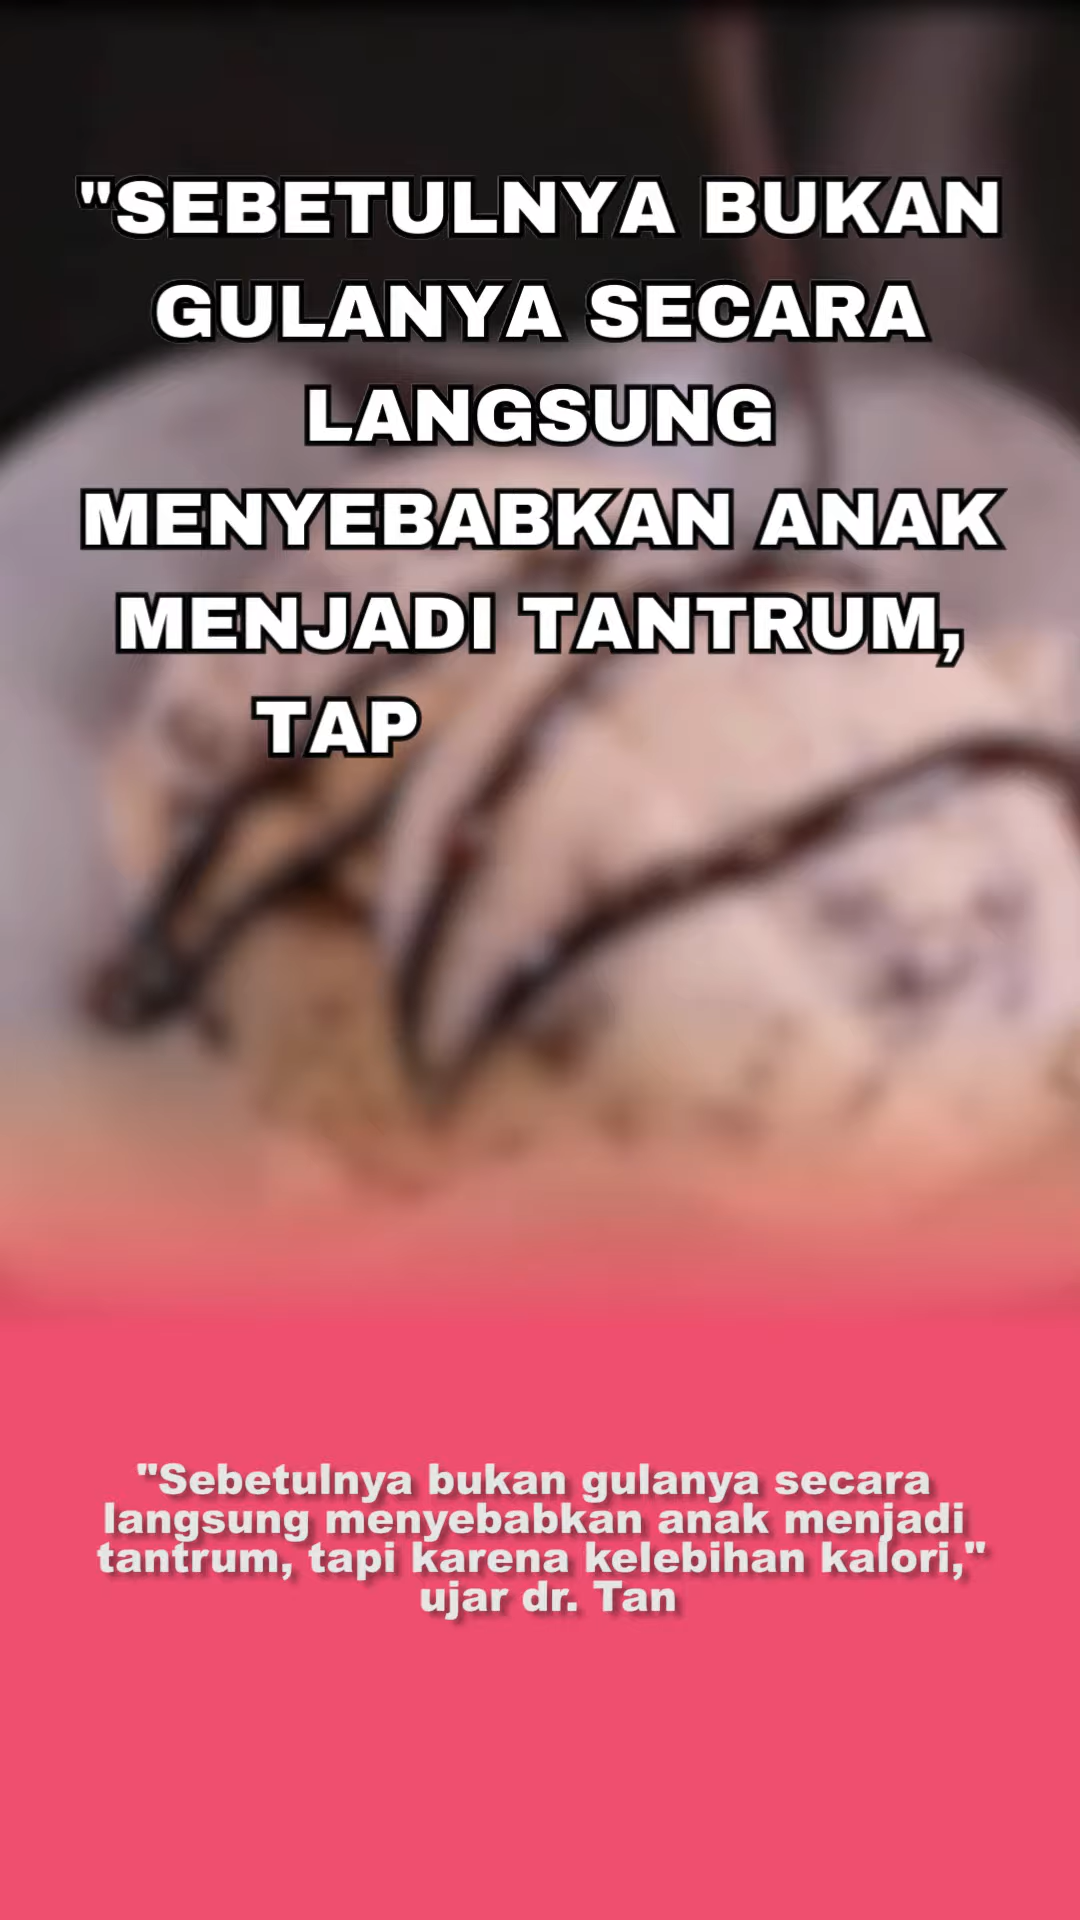 "SEBETULNYA BUKAN
GULANYA SECARA
LANGSUNG
MENYEBABKAN ANAK
MENJADI TANTRUM,
TAP
"Sebetulnya bukan gulanya secara
langsung menyebabkan anak menjadi
tantrum, tapi karena kelebihan kalori,"
ujar dr. Tan